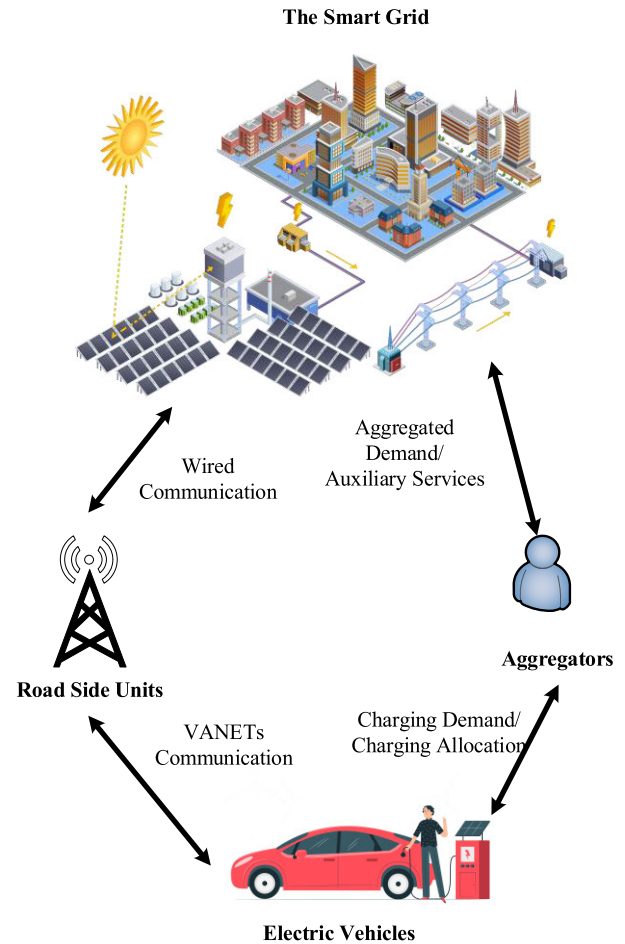 The Smart Grid
Aggregated
Demand/
Auxiliary Services
Wired
Communication
Aggregators
Road Side Units
VANETs
Communication
Charging Demand/
Charging Allocation
Electric Vehicles